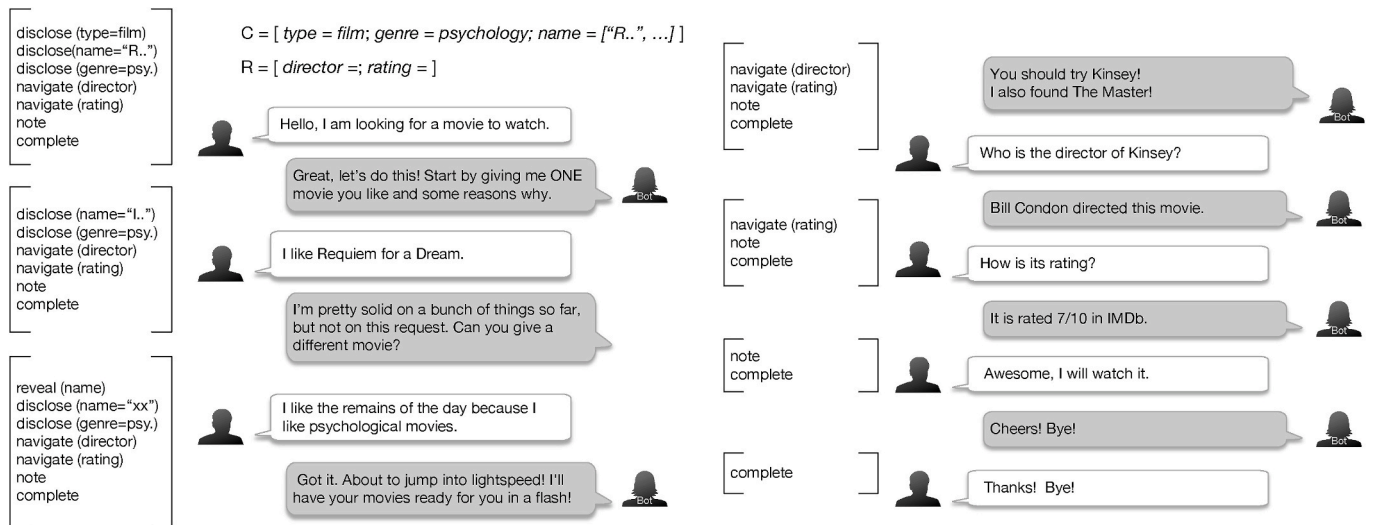 disclose (type=film)
disclose(name=“R..”)
disclose (genre=psy.)
navigate (director)
navigate (rating)
note
complete
C = [ type = film; genre = psychology; name = [“R..”, …] ]
R = [ director =; rating = ]
Hello, I am looking for a movie to watch.
Great, let’s do this! Start by giving me ONE
movie you like and some reasons why.
Bot
disclose (name=“I..”)
disclose (genre=psy.)
navigate (director)
navigate (rating)
note
complete
I like Requiem for a Dream.
I’m pretty solid on a bunch of things so far,
but not on this request. Can you give a
different movie?
reveal (name)
disclose (name=“xx”)
disclose (genre=psy.)
navigate (director)
navigate (rating)
note
complete
I like the remains of the day because I
like psychological movies.
Got it. About to jump into lightspeed! I'll
have your movies ready for you in a flash!
Bot
navigate (director)
navigate (rating)
note
complete
You should try Kinsey!
I also found The Master!
Bot
Who is the director of Kinsey?
Bill Condon directed this movie.
Bot
navigate (rating)
note
complete
How is its rating?
It is rated 7/10 in IMDb.
Bot
note
complete
Awesome, I will watch it.
Cheers! Bye!
Bot
complete
Thanks!  Bye!